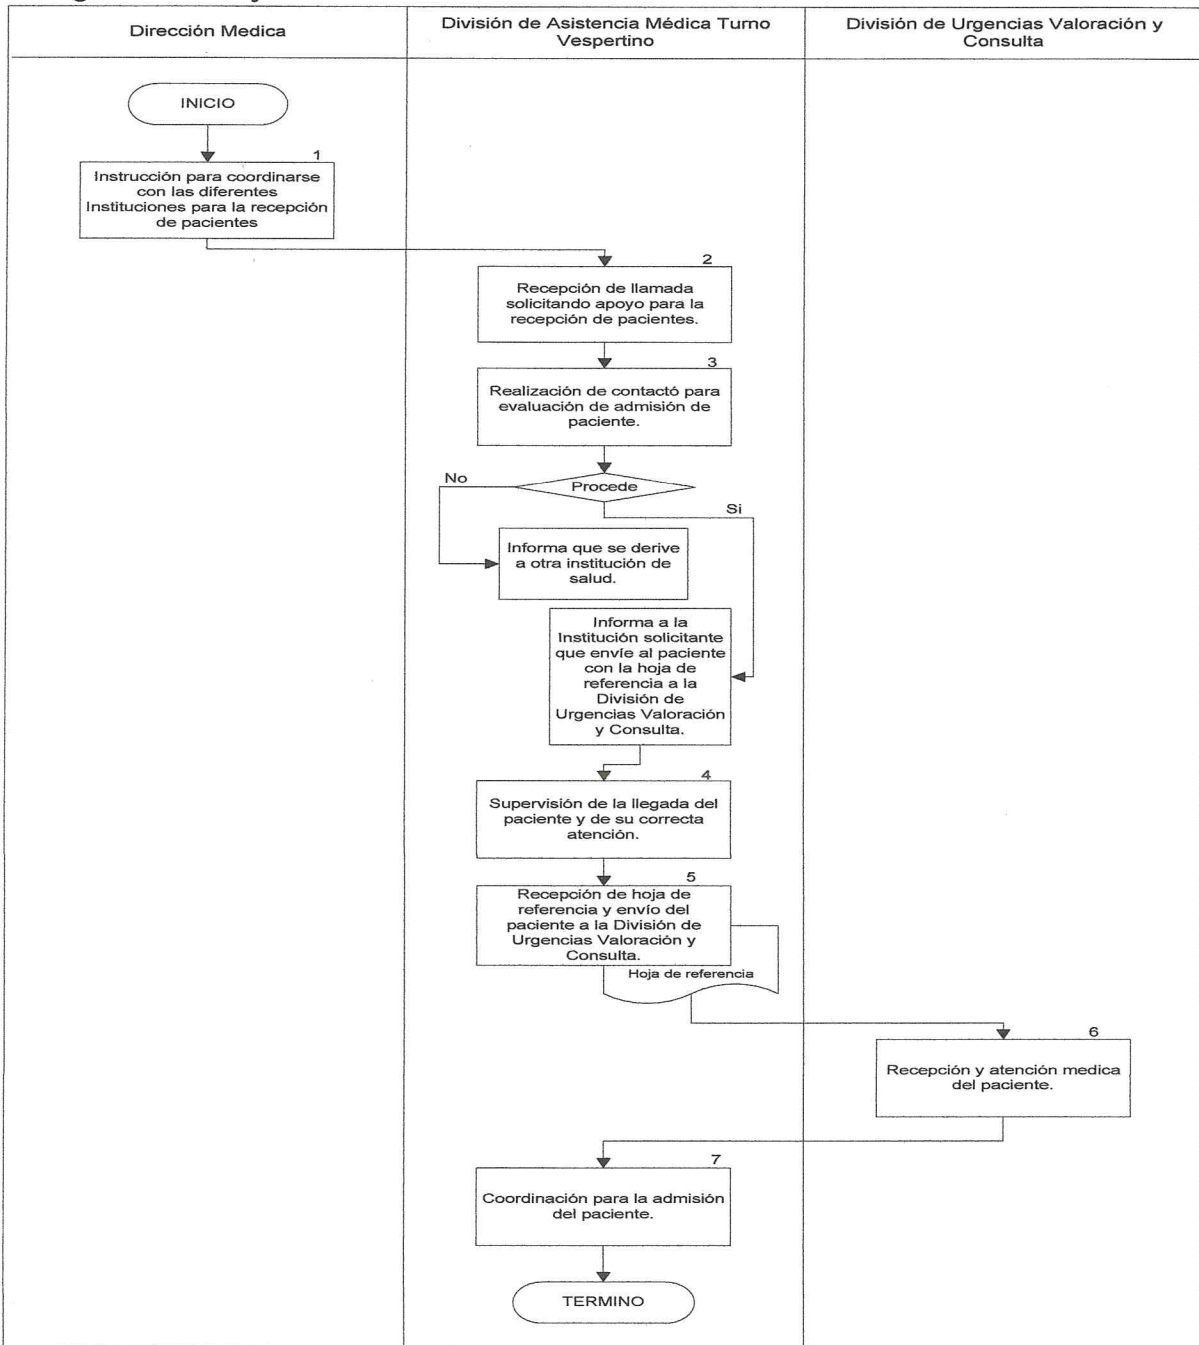 Dirección Medica
División de Asistencia Médica Turno
Vespertino
División de Urgencias Valoración y
Consulta
INICIO
1
Instrucción para coordinarse
con las diferentes
Instituciones para la recepción
de pacientes
2
Recepción de llamada
solicitando apoyo para la
recepción de pacientes.
3
Realización de contactó para
evaluación de admisión de
paciente.
No
Procede
Si
Informa que se derive
a otra institución de
salud.
Informa a la
Institución solicitante
que envíe al paciente
con la hoja de
referencia a la
División de
Urgencias Valoración
y Consulta.
4
Supervisión de la llegada del
paciente y de su correcta
atención.
5
Recepción de hoja de
referencia y envío del
paciente a la División de
Urgencias Valoración y
Consulta.
Hoja de referencia
6
Recepción y atención medica
del paciente.
7
Coordinación para la admisión
del paciente.
TERMINO